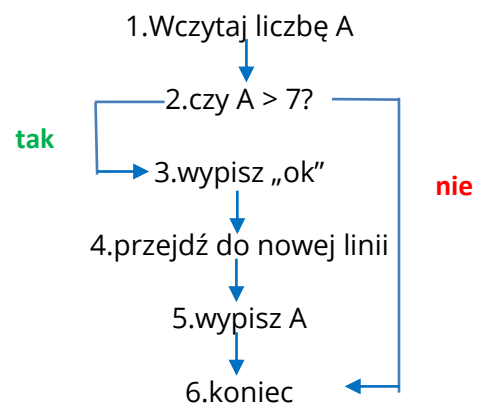 1.Wczytaj liczbę A
2.czy A > 7?
tak
3.wypisz „ok”
nie
4.przejdź do nowej linii
5.wypisz A
6.koniec